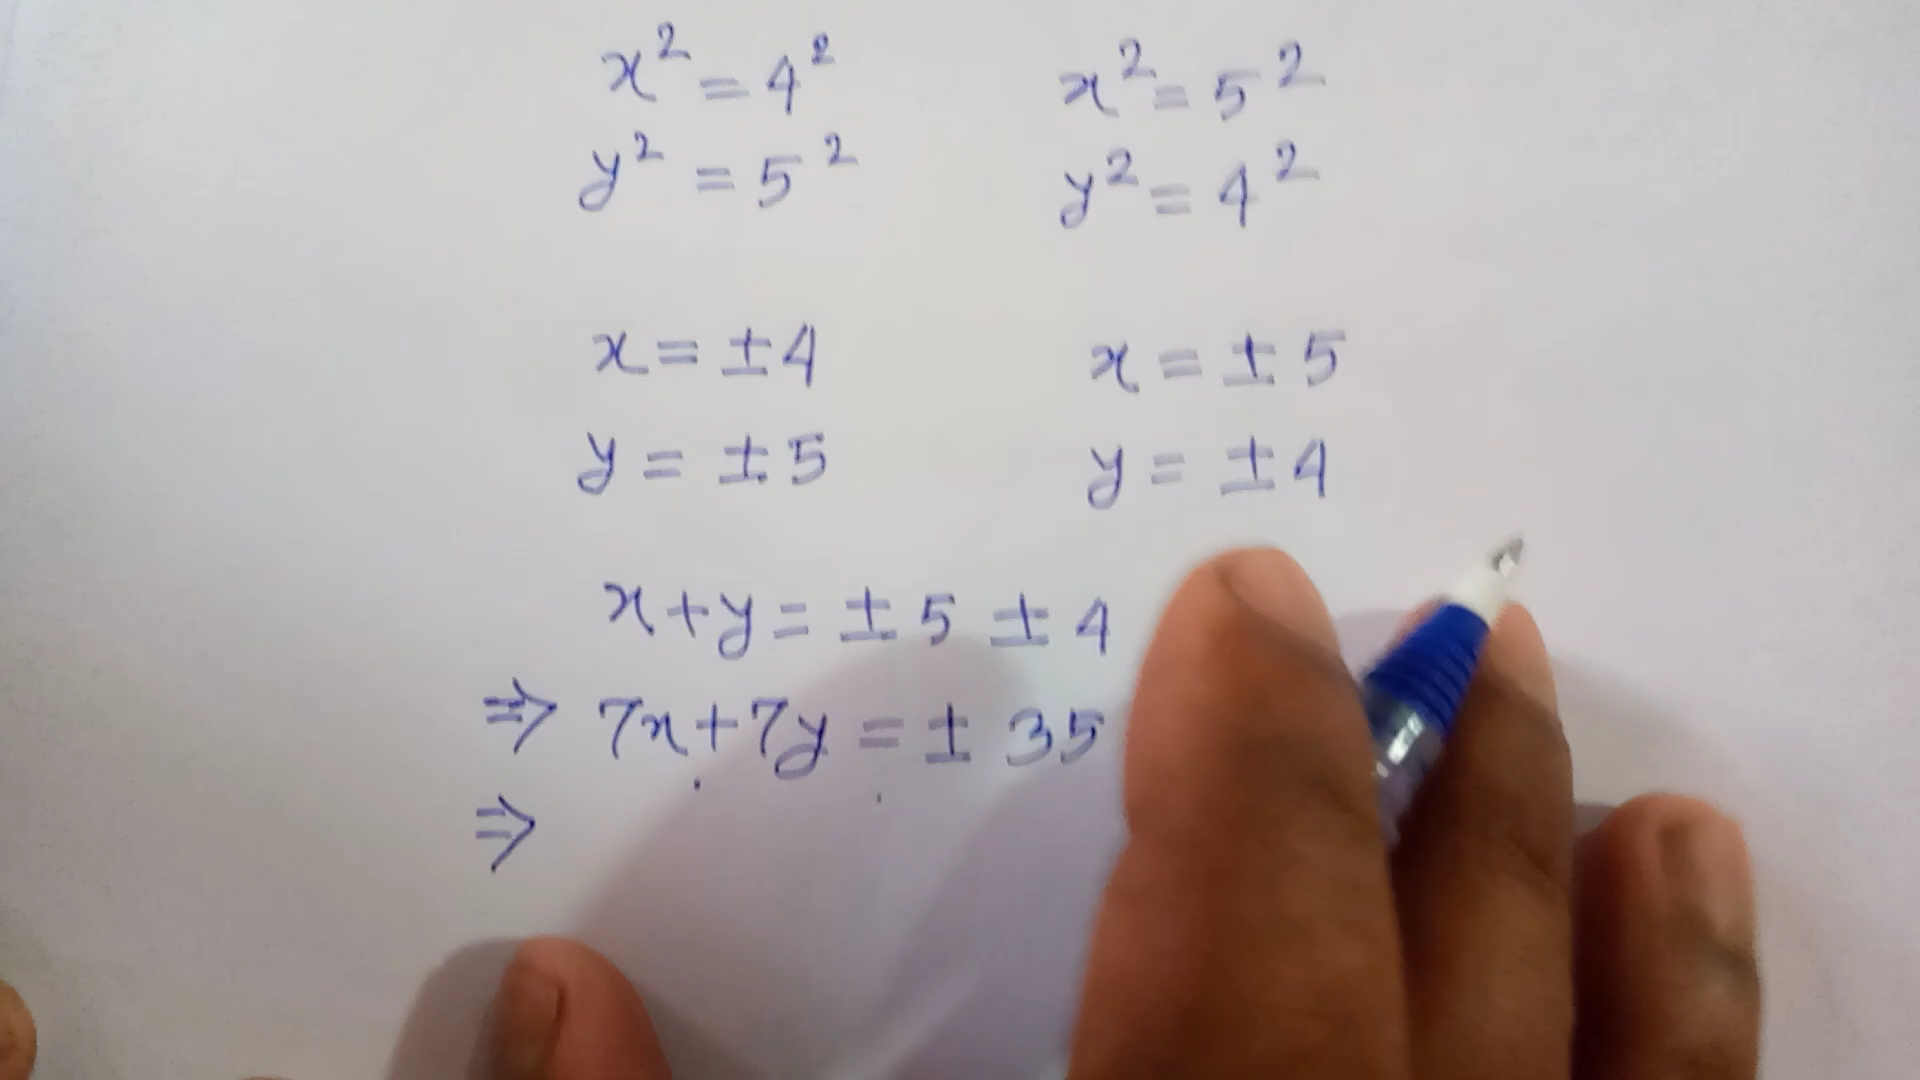 x² = 4² x² = 5²
y² = 5² y² = 4²
x = ±4 x = ±5
y = ±5 y = ±4
x+y = ±5 ±4
⇒ 7x+7y = ± 35
⇒